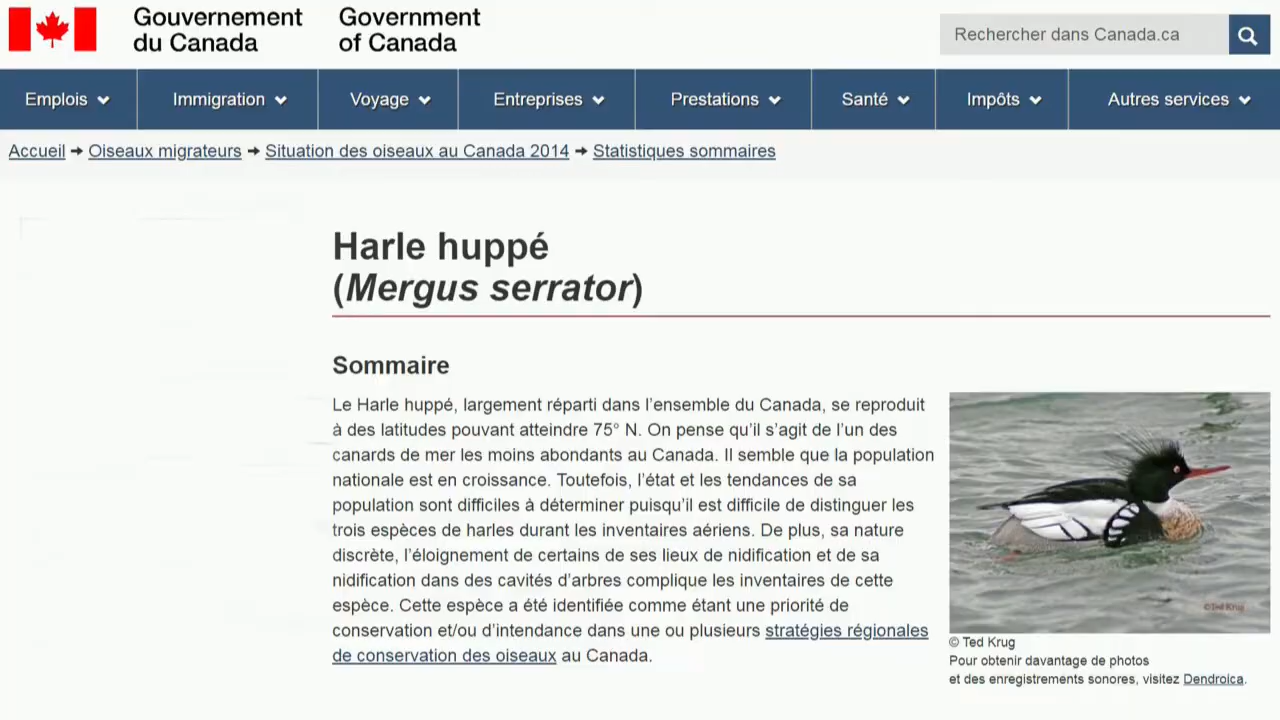 Gouvernement
du Canada
Government
of Canada
Rechercher dans Canada.ca
Emplois
Immigration
Voyage
Entreprises
Prestations
Santé
Impôts
Autres services
Accueil → Oiseaux migrateurs → Situation des oiseaux au Canada 2014 → Statistiques sommaires
Harle huppé
(Mergus serrator)
Sommaire
Le Harle huppé, largement réparti dans l’ensemble du Canada, se reproduit
à des latitudes pouvant atteindre 75° N. On pense qu’il s’agit de l’un des
canards de mer les moins abondants au Canada. Il semble que la population
nationale est en croissance. Toutefois, l’état et les tendances de sa
population sont difficiles à déterminer puisqu’il est difficile de distinguer les
trois espèces de harles durant les inventaires aériens. De plus, sa nature
discrète, l’éloignement de certains de ses lieux de nidification et de sa
nidification dans des cavités d’arbres complique les inventaires de cette
espèce. Cette espèce a été identifiée comme étant une priorité de
conservation et/ou d’intendance dans une ou plusieurs stratégies régionales
de conservation des oiseaux au Canada.
©Ted Krug
© Ted Krug
Pour obtenir davantage de photos
et des enregistrements sonores, visitez Dendroica.